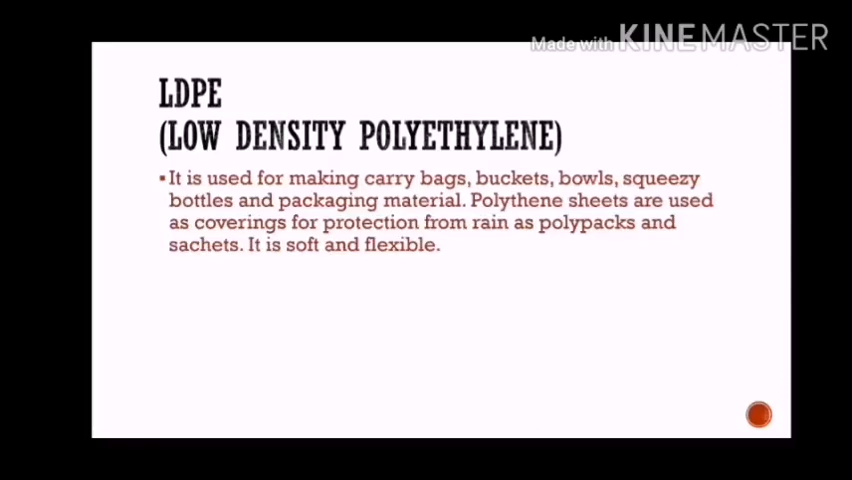 Made with KINEMASTER
LDPE
(LOW DENSITY POLYETHYLENE)
▪It is used for making carry bags, buckets, bowls, squeezy
bottles and packaging material. Polythene sheets are used
as coverings for protection from rain as polypacks and
sachets. It is soft and flexible.